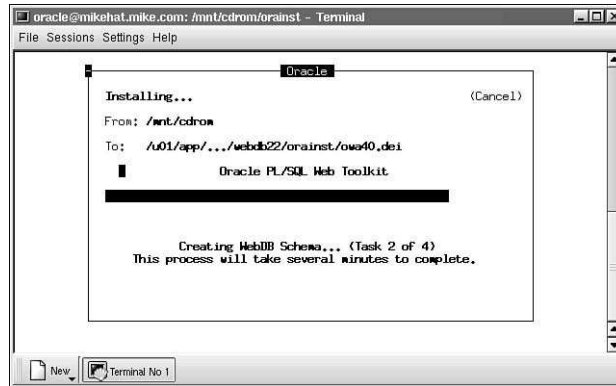 oracle@mikehat.mike.com: /mnt/cdrom/orainst - Terminal
File Sessions Settings Help
Oracle
Installing... (Cancel)
From: /mnt/cdrom
To: /u01/app/.../webdb22/orainst/owa40.dei
Oracle PL/SQL Web Toolkit
Creating WebDB Schema... (Task 2 of 4)
This process will take several minutes to complete.
New Terminal No 1